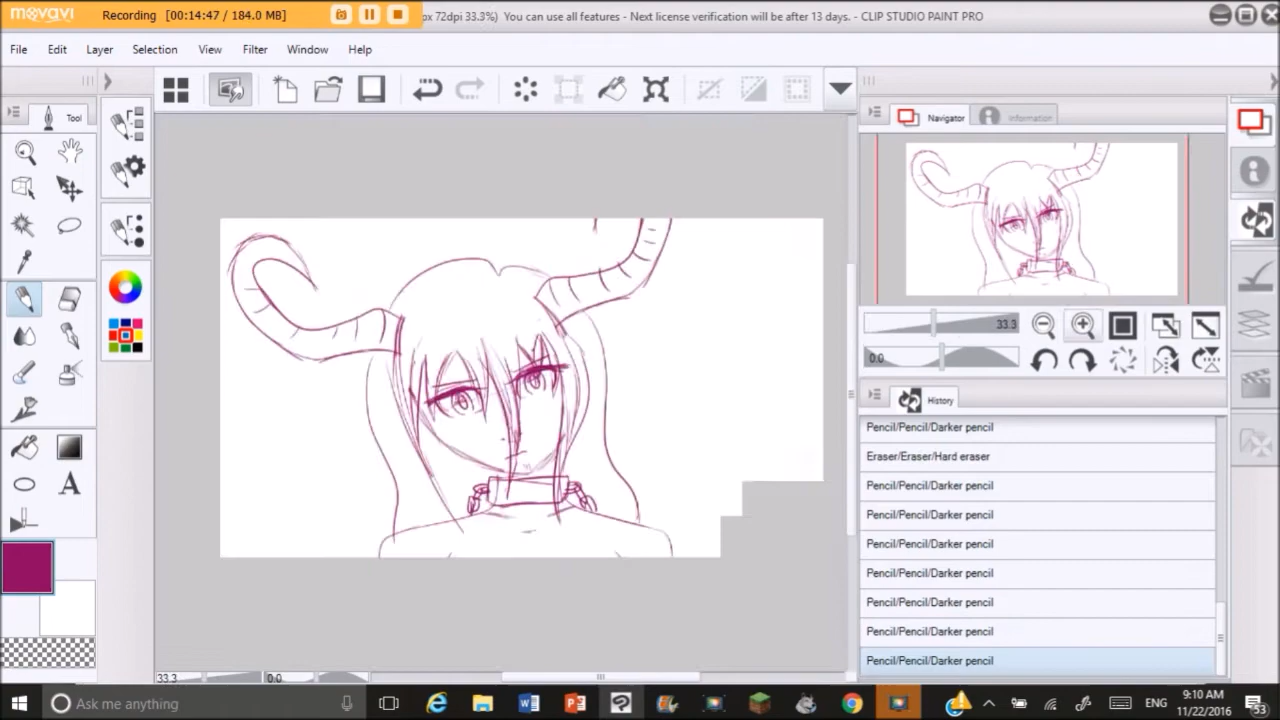 movavi Recording [00:14:47 / 184.0 MB]
px 72dpi 33.3%) You can use all features - Next license verification will be after 13 days. - CLIP STUDIO PAINT PRO
File Edit Layer Selection View Filter Window Help
Tool
Navigator Information
33.3
0.0
History
Pencil/Pencil/Darker pencil
Eraser/Eraser/Hard eraser
Pencil/Pencil/Darker pencil
Pencil/Pencil/Darker pencil
Pencil/Pencil/Darker pencil
Pencil/Pencil/Darker pencil
Pencil/Pencil/Darker pencil
Pencil/Pencil/Darker pencil
Pencil/Pencil/Darker pencil
33.3 0.0
Ask me anything
ENG
9:10 AM
11/22/2016
53